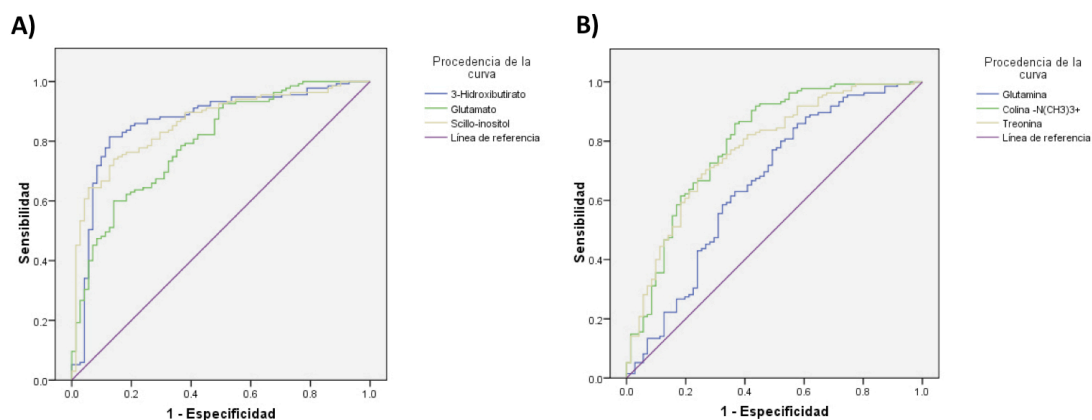 A)
Procedencia de la
curva
3-Hidroxibutirato
Glutamato
Scillo-inositol
Línea de referencia
Sensibilidad
1.0
0.8
0.6
0.4
0.2
0.0
0.0 0.2 0.4 0.6 0.8 1.0
1 - Especificidad
B)
Procedencia de la
curva
Glutamina
Colina -N(CH3)3+
Treonina
Línea de referencia
Sensibilidad
1.0
0.8
0.6
0.4
0.2
0.0
0.0 0.2 0.4 0.6 0.8 1.0
1 - Especificidad